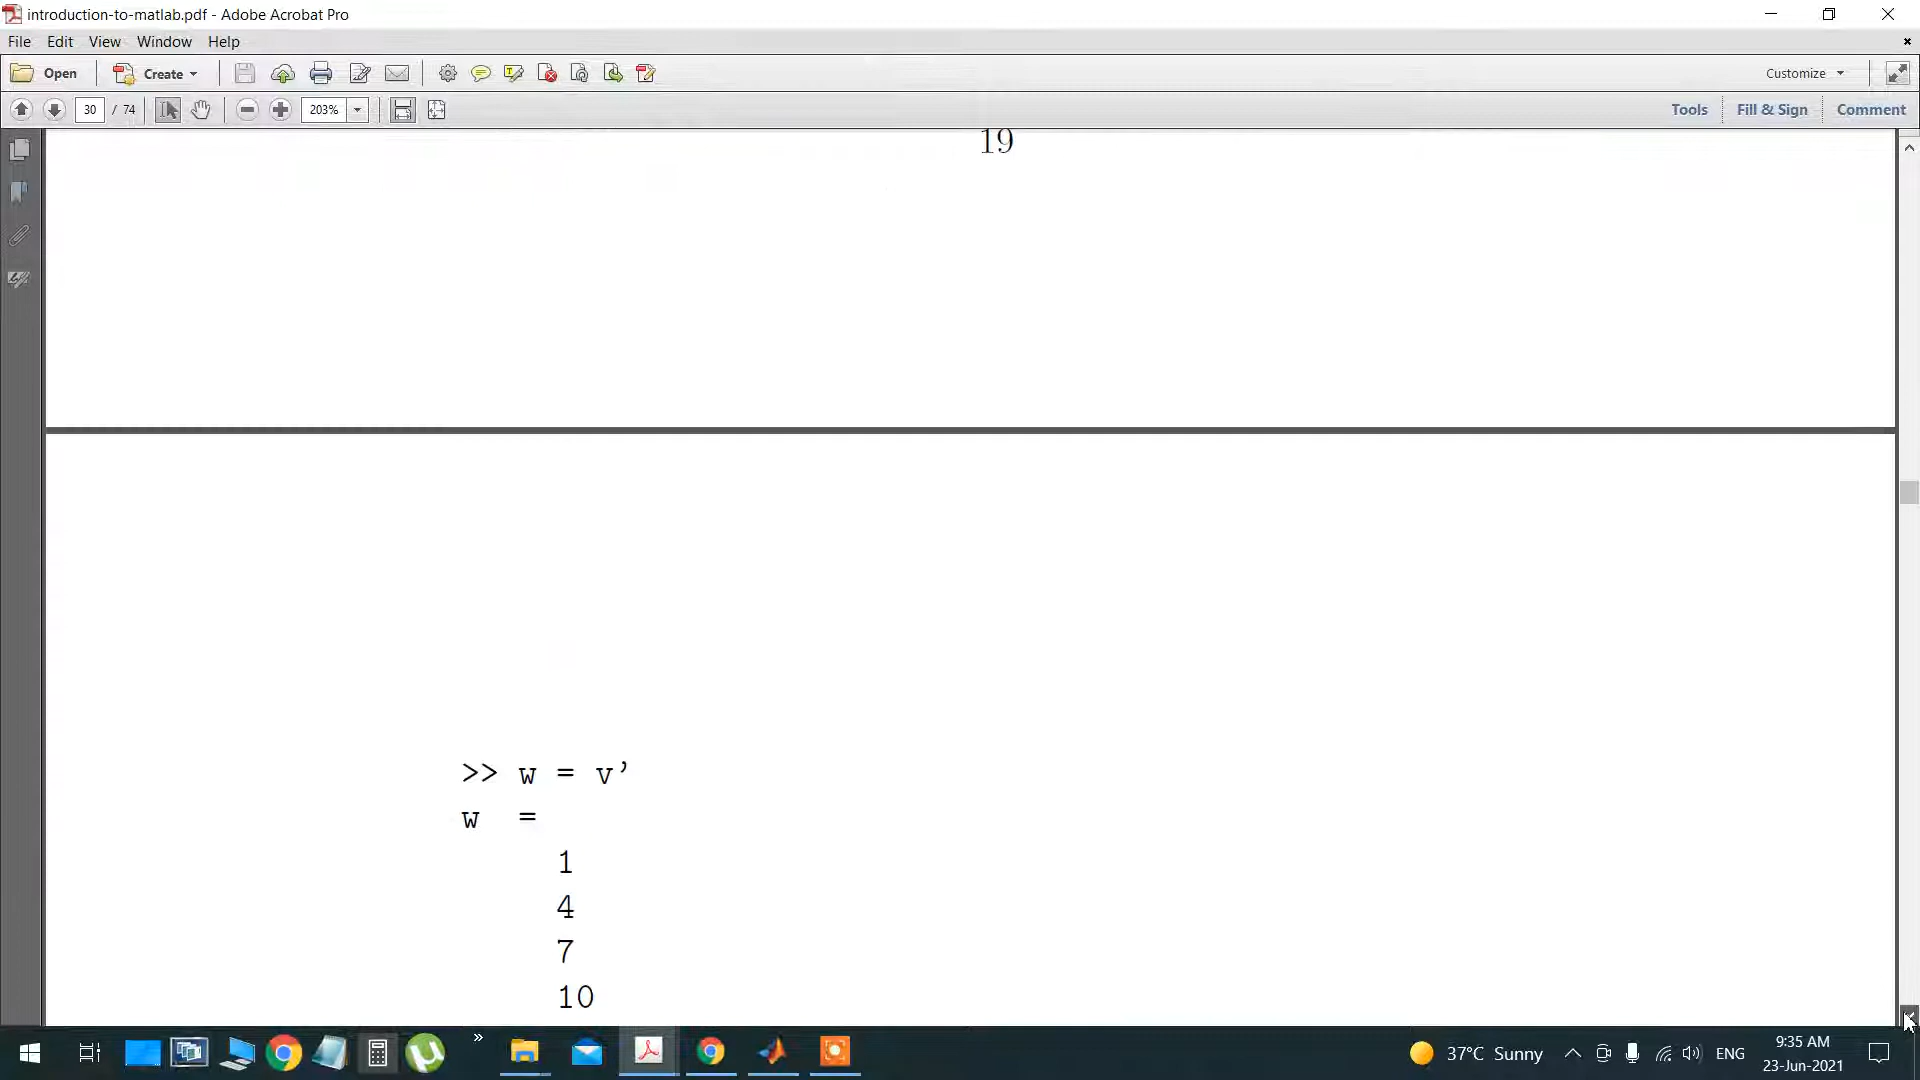 introduction-to-matlab.pdf - Adobe Acrobat Pro
File Edit View Window Help
Open Create Customize
30 / 74 203% Tools Fill & Sign Comment
19
>> w = v’
w =
1
4
7
10
» 37°C Sunny ENG 9:35 AM
23-Jun-2021